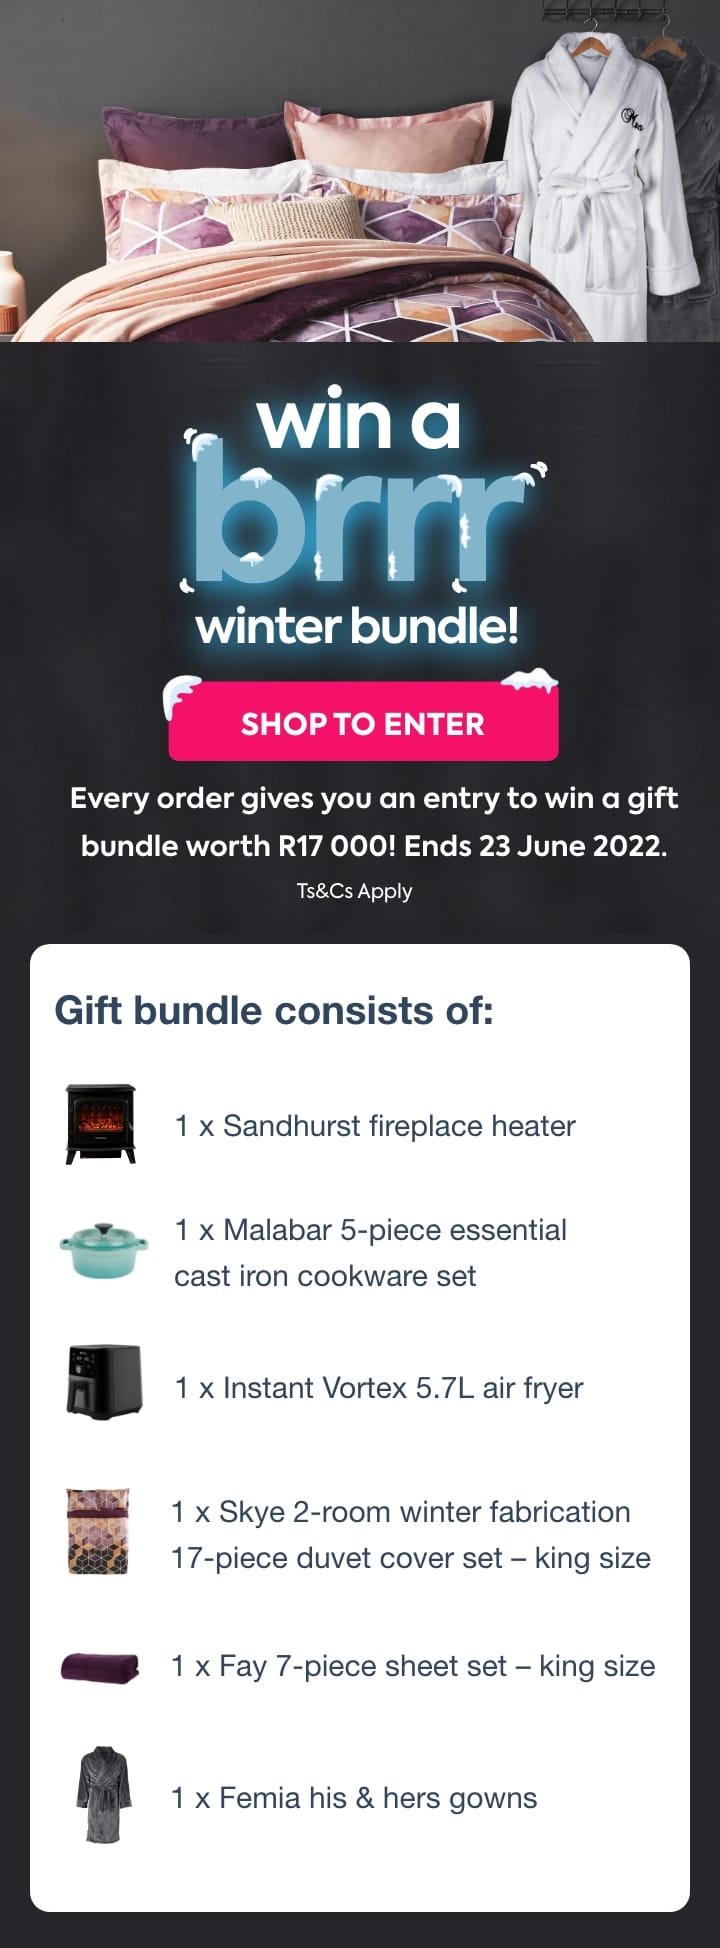 win a
brrr
winter bundle!
SHOP TO ENTER
Every order gives you an entry to win a gift
bundle worth R17 000! Ends 23 June 2022.
Ts&Cs Apply
Gift bundle consists of:
1 x Sandhurst fireplace heater
1 x Malabar 5-piece essential
cast iron cookware set
1 x Instant Vortex 5.7L air fryer
1 x Skye 2-room winter fabrication
17-piece duvet cover set – king size
1 x Fay 7-piece sheet set – king size
1 x Femia his & hers gowns